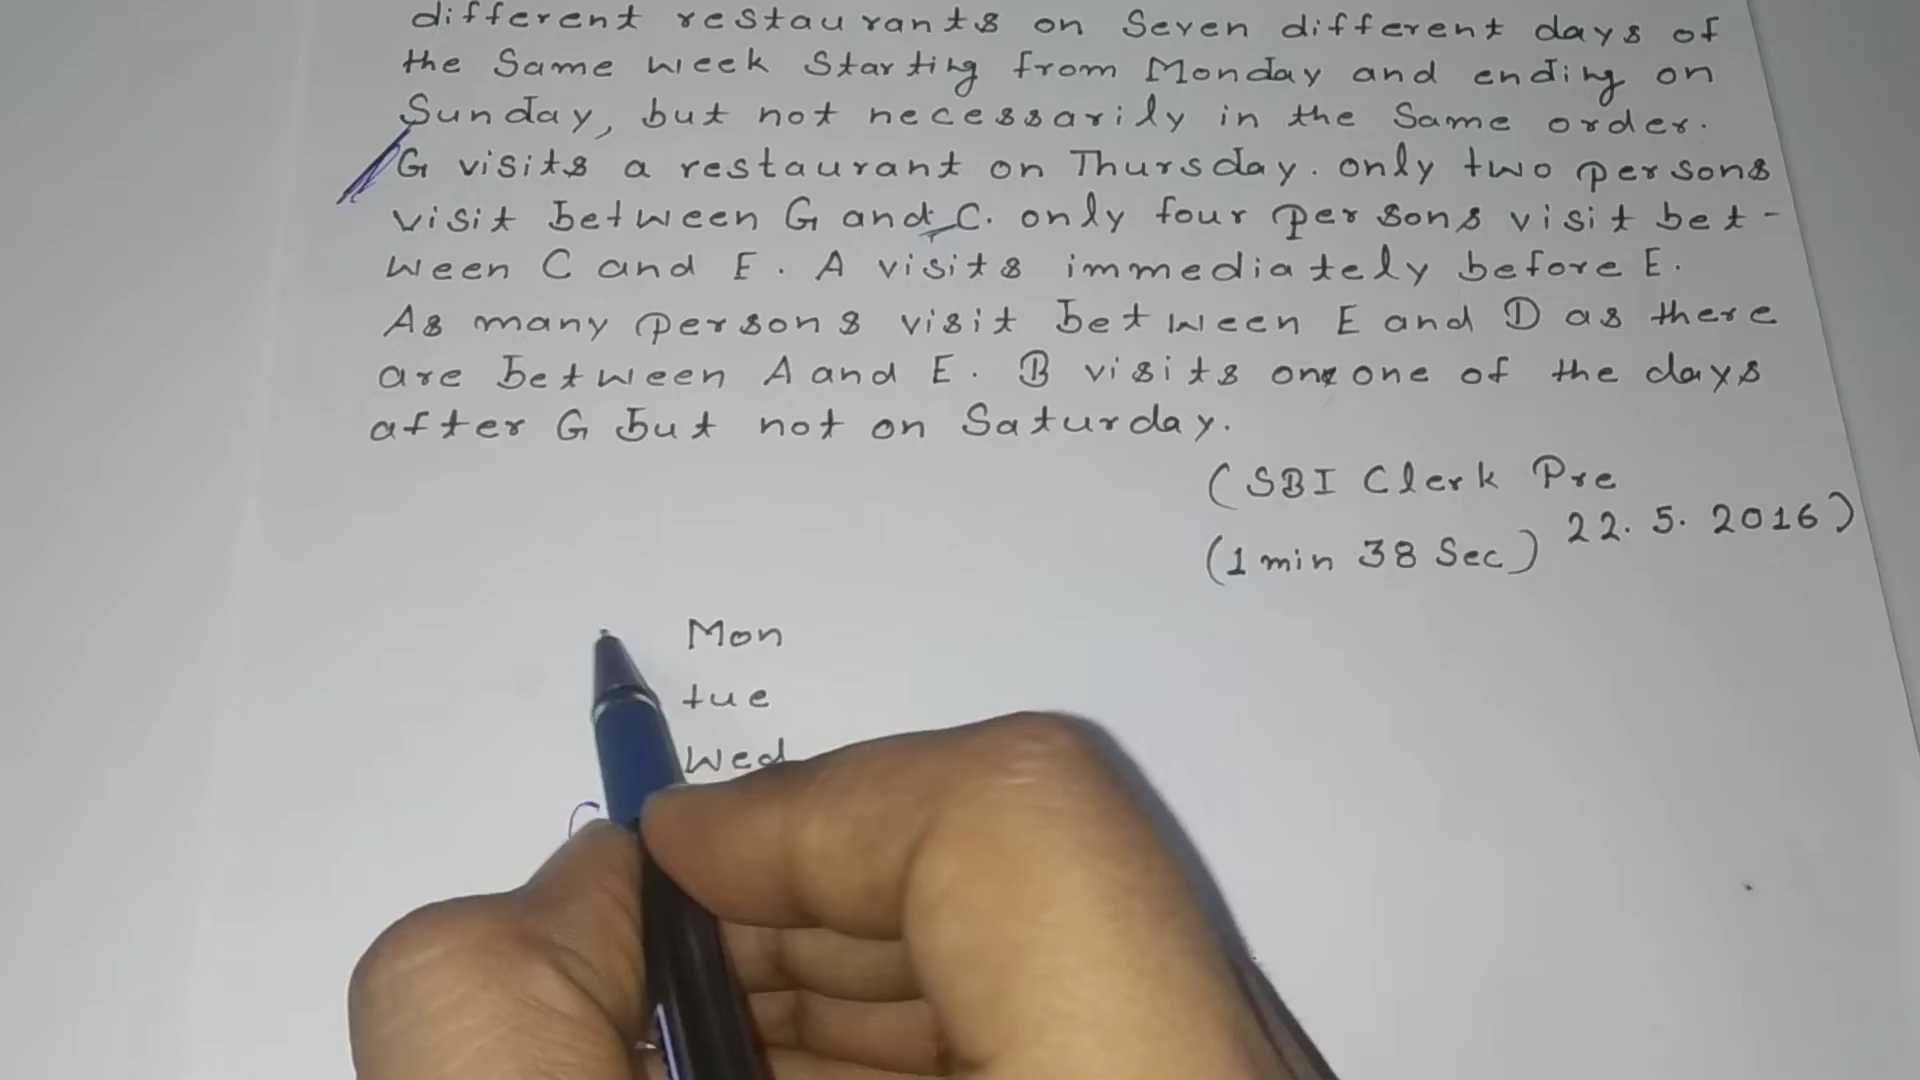 different restaurants on Seven different days of
the Same week Starting from Monday and ending on
Sunday, but not necessarily in the Same order.
G visits a restaurant on Thursday. only two persons
visit between G and C. only four persons visit bet-
ween C and E. A visits immediately before E.
As many persons visit between E and D as there
are between A and E. B visits on one of the days
after G but not on Saturday.
(SBI Clerk Pre
22.5.2016)
(1 min 38 Sec)
Mon
tue
Wed